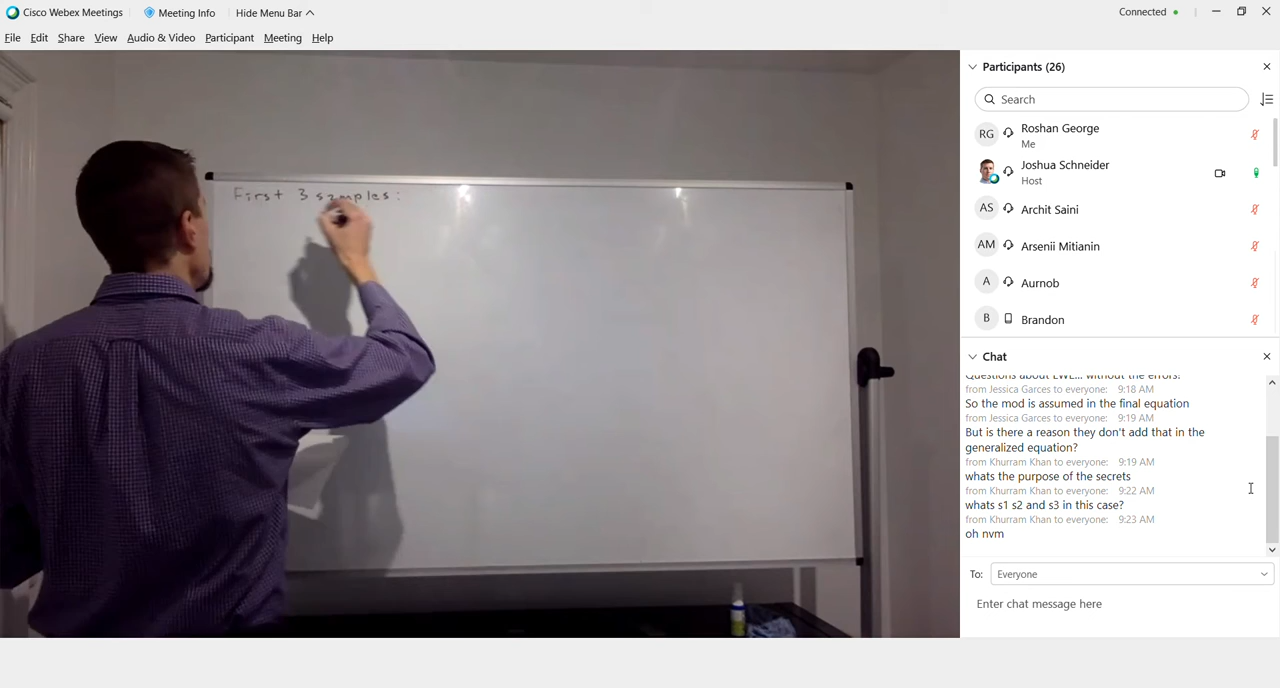 Cisco Webex Meetings
Meeting Info
Hide Menu Bar
Connected
File Edit Share View Audio & Video Participant Meeting Help
First 3 samples:
Participants (26)
Search
RG
Roshan George
Me
Joshua Schneider
Host
AS
Archit Saini
AM
Arsenii Mitianin
A
Aurnob
B
Brandon
Chat
Questions about LWE... without the errors?
from Jessica Garces to everyone: 9:18 AM
So the mod is assumed in the final equation
from Jessica Garces to everyone: 9:19 AM
But is there a reason they don't add that in the
generalized equation?
from Khurram Khan to everyone: 9:19 AM
whats the purpose of the secrets
from Khurram Khan to everyone: 9:22 AM
whats s1 s2 and s3 in this case?
from Khurram Khan to everyone: 9:23 AM
oh nvm
To: Everyone
Enter chat message here